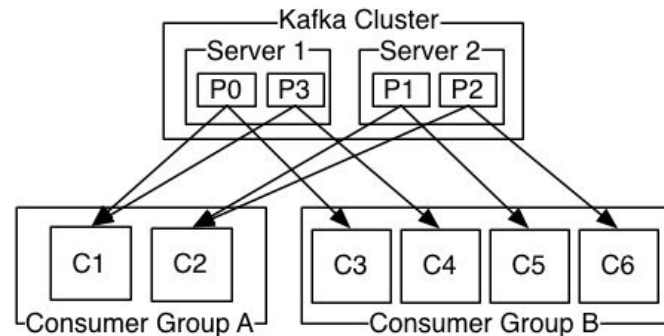 Kafka Cluster
Server 1 Server 2
P0 P3 P1 P2
C1 C2 C3 C4 C5 C6
Consumer Group A Consumer Group B